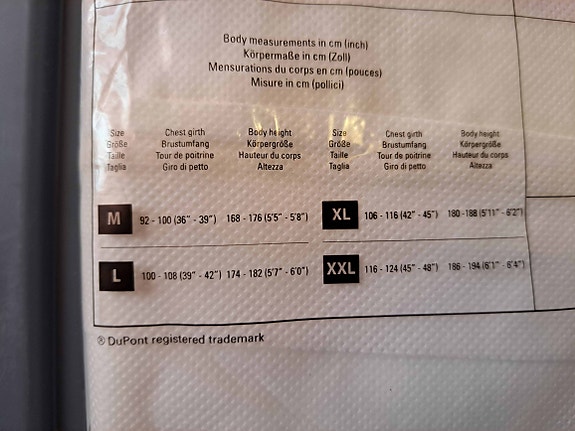 Body measurements in cm (inch)
Körpermaße in cm (Zoll)
Mensurations du corps en cm (pouces)
Misure in cm (pollici)
Size Chest girth Body height Size Chest girth Body height
Größe Brustumfang Körpergröße Größe Brustumfang Körpergröße
Taille Tour de poitrine Hauteur du corps Taille Tour de poitrine Hauteur du corps
Taglia Giro di petto Altezza Taglia Giro di petto Altezza
M 92 - 100 (36" - 39") 168 - 176 (5'5" - 5'8") XL 106 - 116 (42" - 45") 180 - 188 (5'11" - 6'2")
L 100 - 108 (39" - 42") 174 - 182 (5'7" - 6'0") XXL 116 - 124 (45" - 48") 186 - 194 (6'1" - 6'4")
® DuPont registered trademark